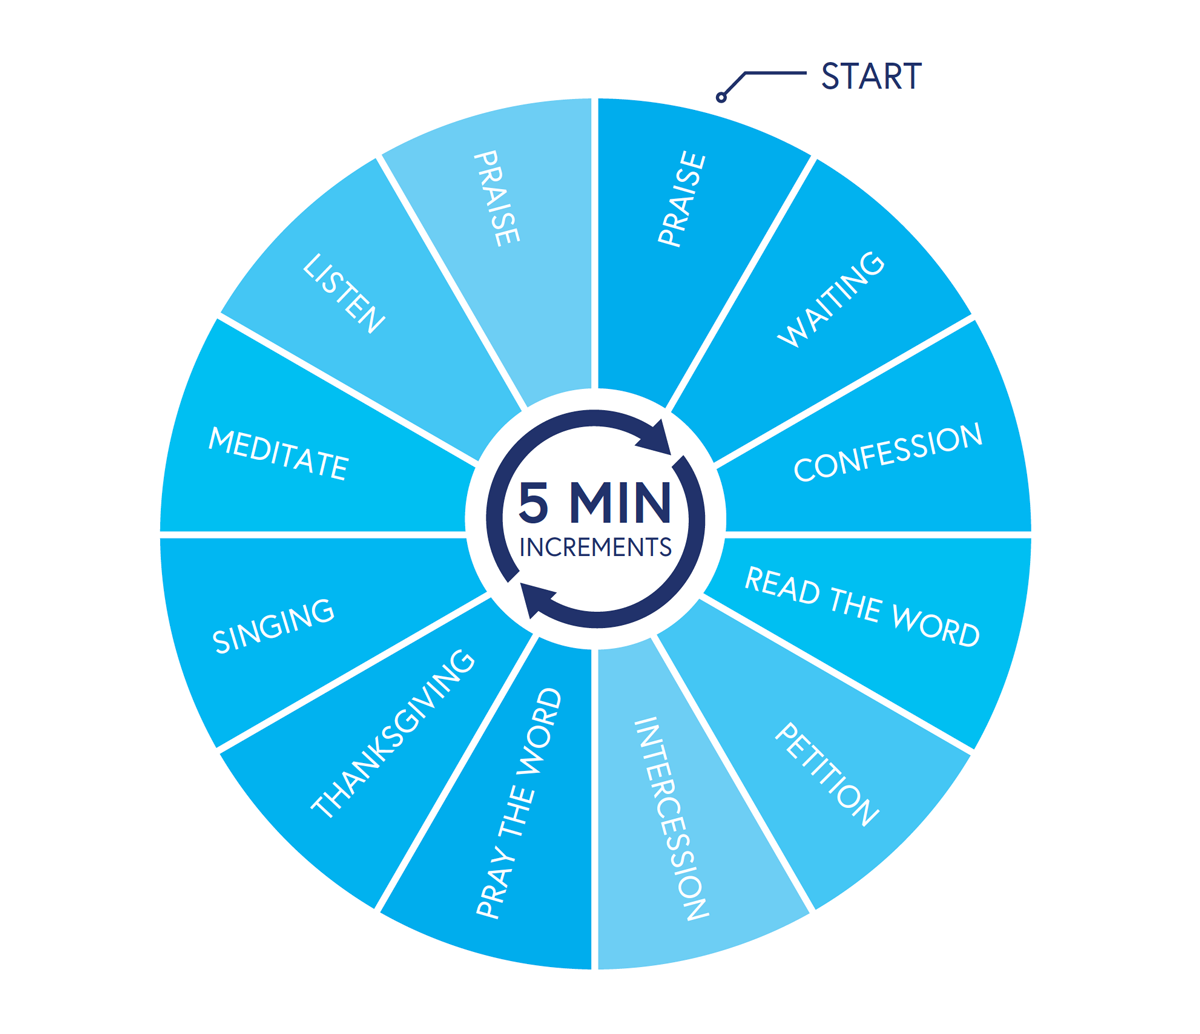 START
PRAISE
WAITING
CONFESSION
READ THE WORD
PETITION
INTERCESSION
PRAY THE WORD
THANKSGIVING
SINGING
MEDITATE
LISTEN
PRAISE
5 MIN
INCREMENTS